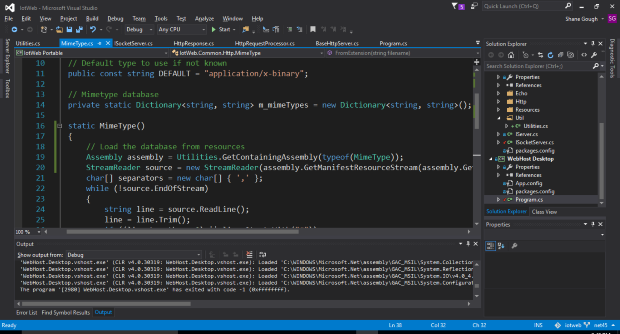 IotWeb - Microsoft Visual Studio
5
Quick Launch (Ctrl+Q)
File Edit View Project Build Debug Team Tools Test Analyze Window Help
Shane Gough
SG
Debug Any CPU Start
Server Explorer
Toolbox
Utilities.cs MimeType.cs SocketServer.cs HttpResponse.cs HttpRequestProcessor.cs BaseHttpServer.cs Program.cs
IotWeb Portable IotWeb.Common.Http.MimeType FromExtension(string filename)
10 // Default type to use if not known
11 public const string DEFAULT = "application/x-binary";
12
13 // Mimetype database
14 private static Dictionary<string, string> m_mimeTypes = new Dictionary<string, string>();
15
16 static MimeType()
17 {
18 // Load the database from resources
19 Assembly assembly = Utilities.GetContainingAssembly(typeof(MimeType));
20 StreamReader source = new StreamReader(assembly.GetManifestResourceStream(assembly.Ge
21 char[] separators = new char[] { ',' };
22 while (!source.EndOfStream)
23 {
24 string line = source.ReadLine();
25 line = line.Trim();
100 %
Output
Show output from: Debug
'WebHost.Desktop.vshost.exe' (CLR v4.0.30319: WebHost.Desktop.vshost.exe): Loaded 'C:\WINDOWS\Microsoft.Net\assembly\GAC_MSIL\System.Collection
'WebHost.Desktop.vshost.exe' (CLR v4.0.30319: WebHost.Desktop.vshost.exe): Loaded 'C:\WINDOWS\Microsoft.Net\assembly\GAC_MSIL\System.Reflection
'WebHost.Desktop.vshost.exe' (CLR v4.0.30319: WebHost.Desktop.vshost.exe): Loaded 'C:\WINDOWS\Microsoft.Net\assembly\GAC_MSIL\System.IO\v4.0_4.
'WebHost.Desktop.vshost.exe' (CLR v4.0.30319: WebHost.Desktop.vshost.exe): Loaded 'C:\WINDOWS\Microsoft.Net\assembly\GAC_MSIL\System.Configurat
The program '[2980] WebHost.Desktop.vshost.exe' has exited with code -1 (0xffffffff).
Error List Find Symbol Results Output
Solution Explorer
Search Solution Explorer (Ctrl+;)
Properties
References
Echo
Http
Resources
Util
Utilities.cs
IServer.cs
SocketServer.cs
packages.config
WebHost Desktop
Properties
References
App.config
packages.config
Program.cs
Solution Explorer Class View
Properties
Diagnostic Tools
Ready Ln 38 Col 32 Ch 32 INS iotweb net45